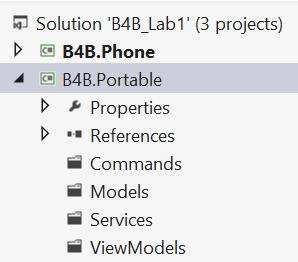 Solution 'B4B_Lab1' (3 projects)
B4B.Phone
B4B.Portable
Properties
References
Commands
Models
Services
ViewModels